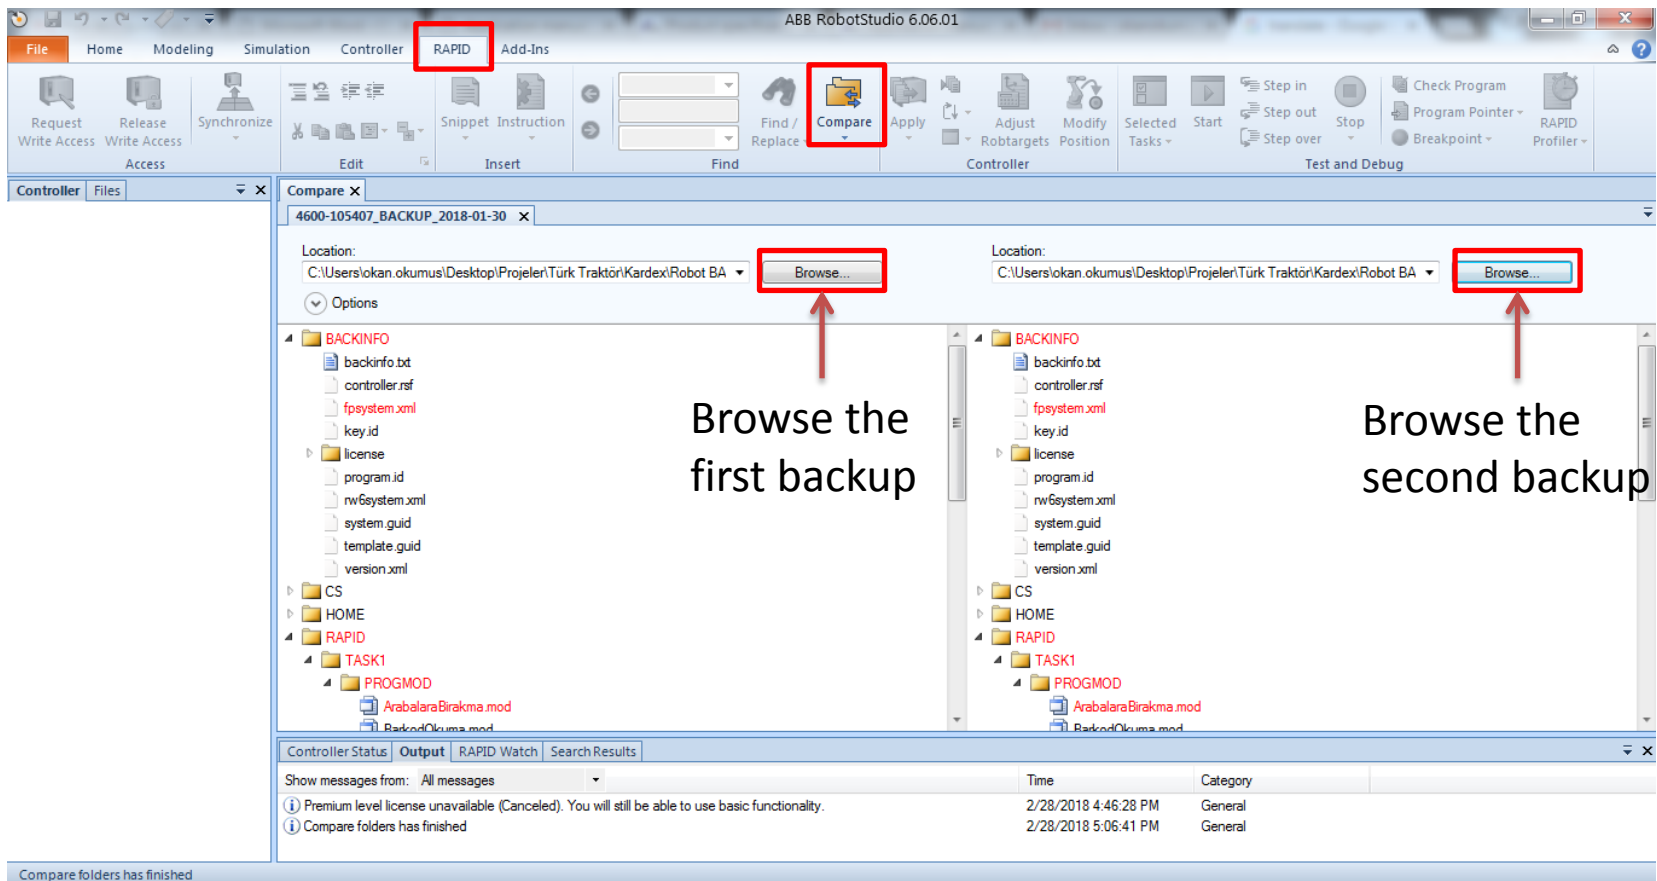 ABB RobotStudio 6.06.01
File Home Modeling Simulation Controller RAPID Add-Ins
Request Write Access
Release Write Access
Synchronize
Access
Edit
Snippet Instruction
Insert
Find / Replace
Compare
Find
Apply
Adjust Robtargets
Modify Position
Controller
Selected Tasks
Start
Step in
Step out
Step over
Stop
Check Program
Program Pointer
Breakpoint
Test and Debug
RAPID Profiler
Controller Files
Compare
4600-105407_BACKUP_2018-01-30
Location:
C:\Users\okan.okumus\Desktop\Projeler\Türk Traktör\Kardex\Robot BA
Browse...
Options
BACKINFO
backinfo.txt
controller.rsf
fpsystem.xml
key.id
license
program.id
rw6system.xml
system.guid
template.guid
version.xml
CS
HOME
RAPID
TASK1
PROGMOD
ArabalaraBirakma.mod
BarkodOkuma.mod
Browse the
first backup
Location:
C:\Users\okan.okumus\Desktop\Projeler\Türk Traktör\Kardex\Robot BA
Browse...
BACKINFO
backinfo.txt
controller.rsf
fpsystem.xml
key.id
license
program.id
rw6system.xml
system.guid
template.guid
version.xml
CS
HOME
RAPID
TASK1
PROGMOD
ArabalaraBirakma.mod
BarkodOkuma.mod
Browse the
second backup
Controller Status Output RAPID Watch Search Results
Show messages from: All messages Time Category
Premium level license unavailable (Canceled). You will still be able to use basic functionality. 2/28/2018 4:46:28 PM General
Compare folders has finished 2/28/2018 5:06:41 PM General
Compare folders has finished